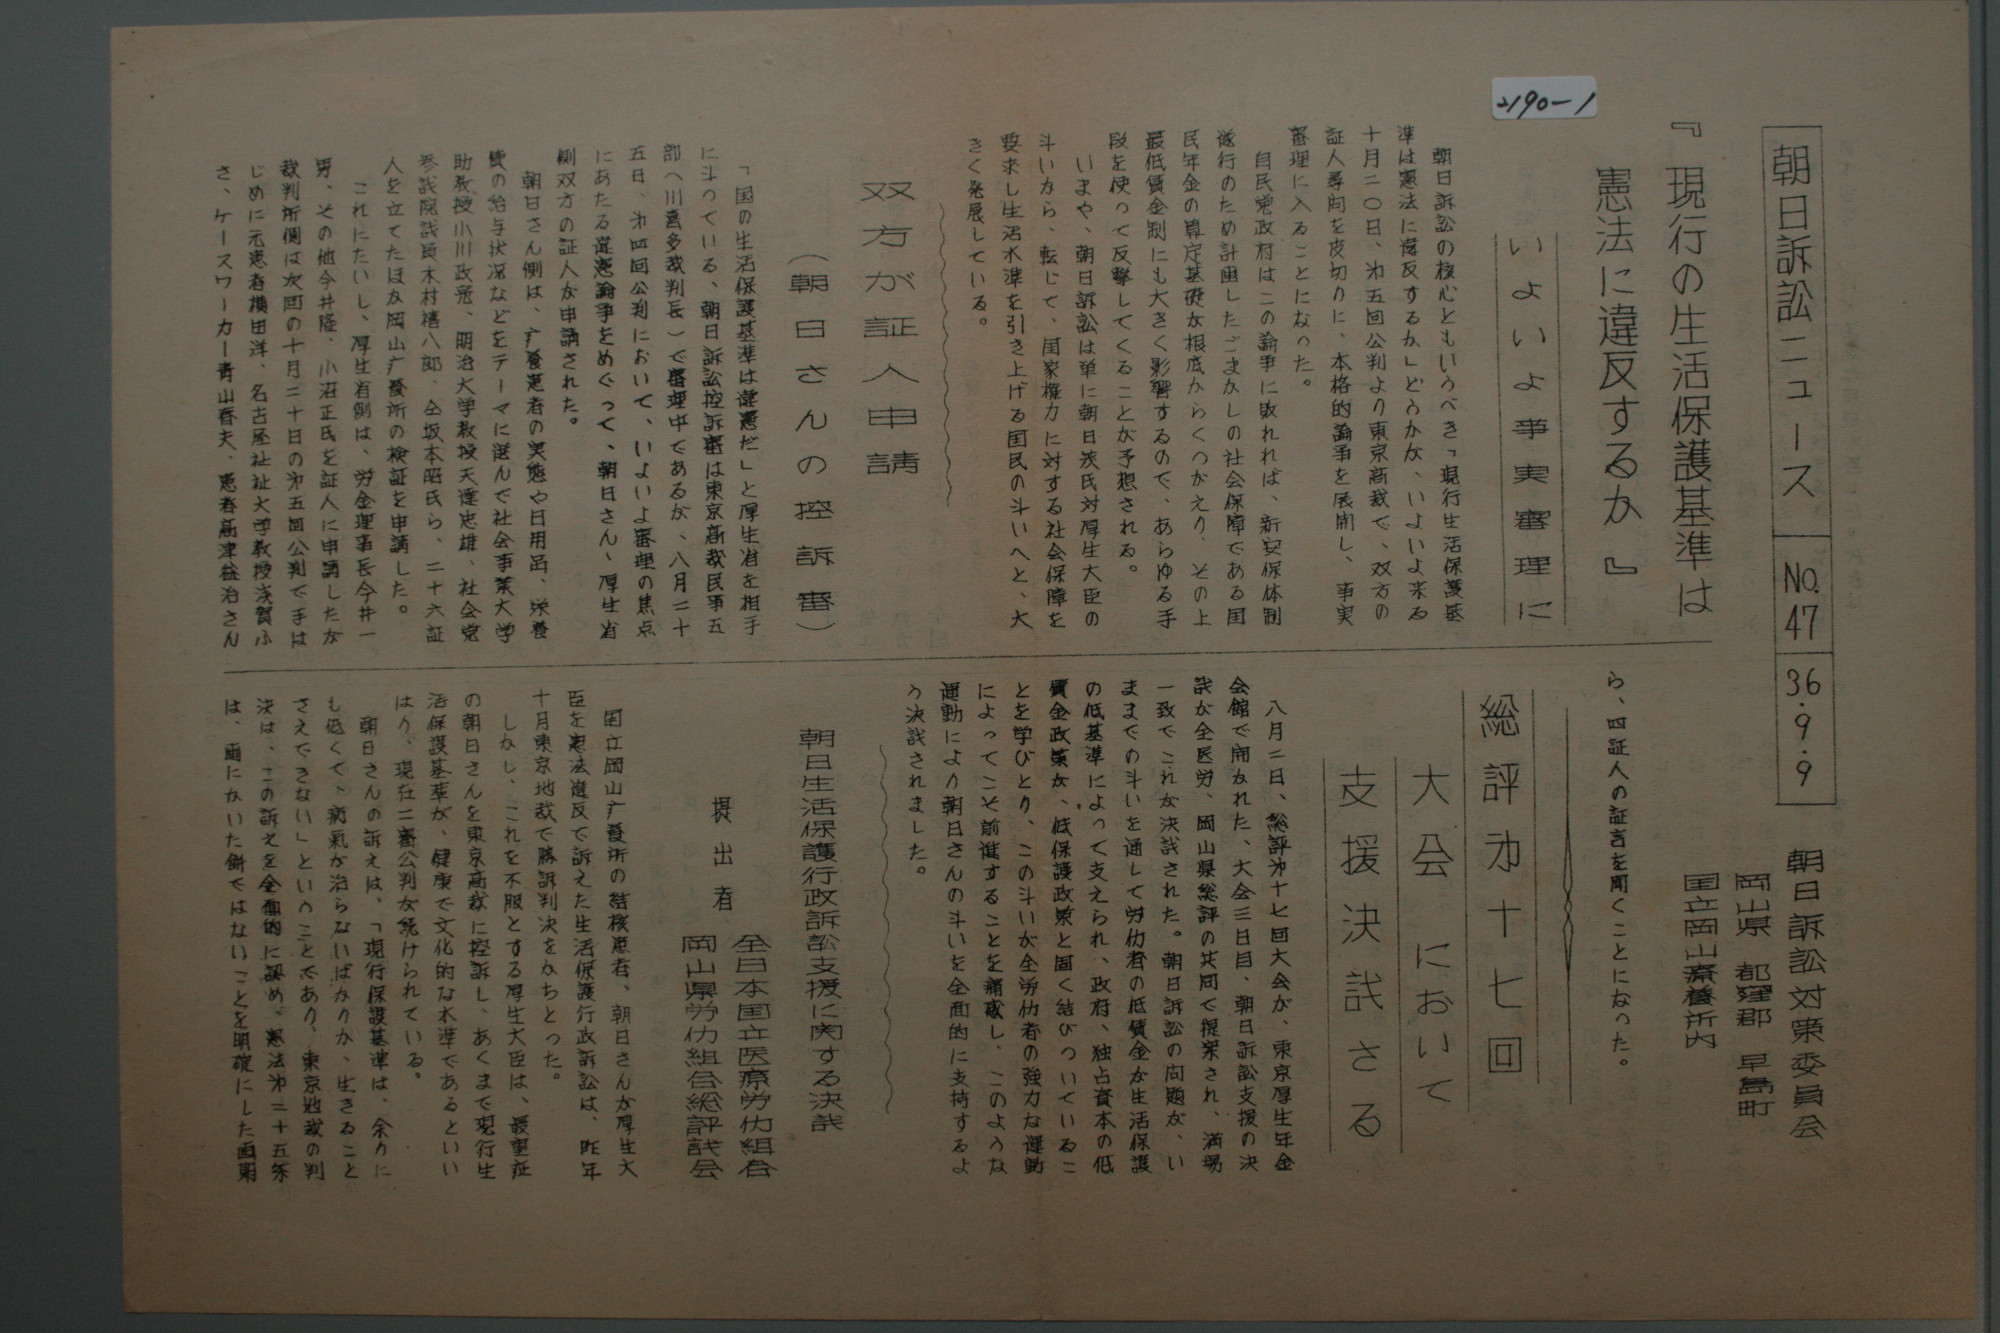 2190-1
朝日訴訟ニュース NO.47 36.9.9
朝日訴訟対策委員会
岡山県 都窪郡 早島町
国立岡山療養所内
『現行の生活保護基準は
憲法に違反するか』
いよいよ事実審理に
朝日訴訟の核心ともいうべき「現行生活保護基
準は憲法に違反するか」どうかが、いよいよ来る
十月二〇日、㐧五回公判より東京高裁で、双方の
証人尋問を皮切りに、本格的論争を展開し、事実
審理に入ることになった。
自民党政府はこの論争に敗れれば、新安保体制
遂行のため計画したごまかしの社会保障である国
民年金の算定基礎が根底からくつがえり、その上
最低賃金制にも大きく影響するので、あらゆる手
段を使って反撃してくることが予想される。
いまや、朝日訴訟は単に朝日茂氏対厚生大臣の
斗いから、転じて、国家権力に対する社会保障を
要求し生活水準を引き上げる国民の斗いへと、大
きく発展している。
双方が証人申請
(朝日さんの控訴審)
「国の生活保護基準は違憲だ」と厚生省を相手
に斗っている、朝日訴訟控訴審は東京高裁民事五
部(川喜多裁判長)で審理中であるが、八月二十
五日、㐧四回公判において、いよいよ審理の焦点
にあたる違憲論争をめぐって、朝日さん、厚生省
側双方の証人が申請された。
朝日さん側は、療養患者の実態や日用品、栄養
費の給与状況などをテーマに選んで社会事業大学
助教授小川政亮、明治大学教授天達忠雄、社会党
参議院議員木村禧八郎、仝坂本昭氏ら、二十六証
人を立てたほか岡山療養所の検証を申請した。
これにたいし、厚生省側は、労金理事長今井一
男、その他今井隆、小沼正氏を証人に申請したが
裁判所側は次回の十月二十日の㐧五回公判で手は
じめに元患者横田洋、名古屋社祉大学教授浅賀ふ
さ、ケースワーカー青山春夫、患者高津益治さん
ら、四証人の証言を聞くことになった。
総評㐧十七回
大会において
支援決議さる
八月二日、総評㐧十七回大会が、東京厚生年金
会館で開かれた、大会三日目、朝日訴訟支援の決
議が全医労、岡山県総評の共同で提案され、満場
一致でこれが決議された。朝日訴訟の問題が、い
ままでの斗いを通して労仂者の低賃金が生活保護
の低基準によって支えられ、政府、独占資本の低
賃金政策が、低保護政策と固く結びついているこ
とを学びとり、この斗いが全労仂者の強力な運動
によってこそ前進することを痛感し、このような
運動により朝日さんの斗いを全面的に支持するよ
う決議されました。
朝日生活保護行政訴訟支援に関する決議
提出者
全日本国立医療労仂組合
岡山県労仂組合総評議会
国立岡山療養所の結核患者、朝日さんが厚生大
臣を憲法違反で訴えた生活保護行政訴訟は、昨年
十月東京地裁で勝訴判決をかちとった。
しかし、これを不服とする厚生大臣は、最重症
の朝日さんを東京高裁に控訴し、あくまで現行生
活保護基準が、健康で文化的な水準であるといい
はり、現在二審公判が続けられている。
朝日さんの訴えは、「現行保護基準は、余りに
も低くて、病気が治らないばかりか、生きること
さえできない」ということであり、東京地裁の判
決は、この訴えを全面的に認め、憲法㐧二十五条
は、画にかいた餅ではないことを明確にした画期